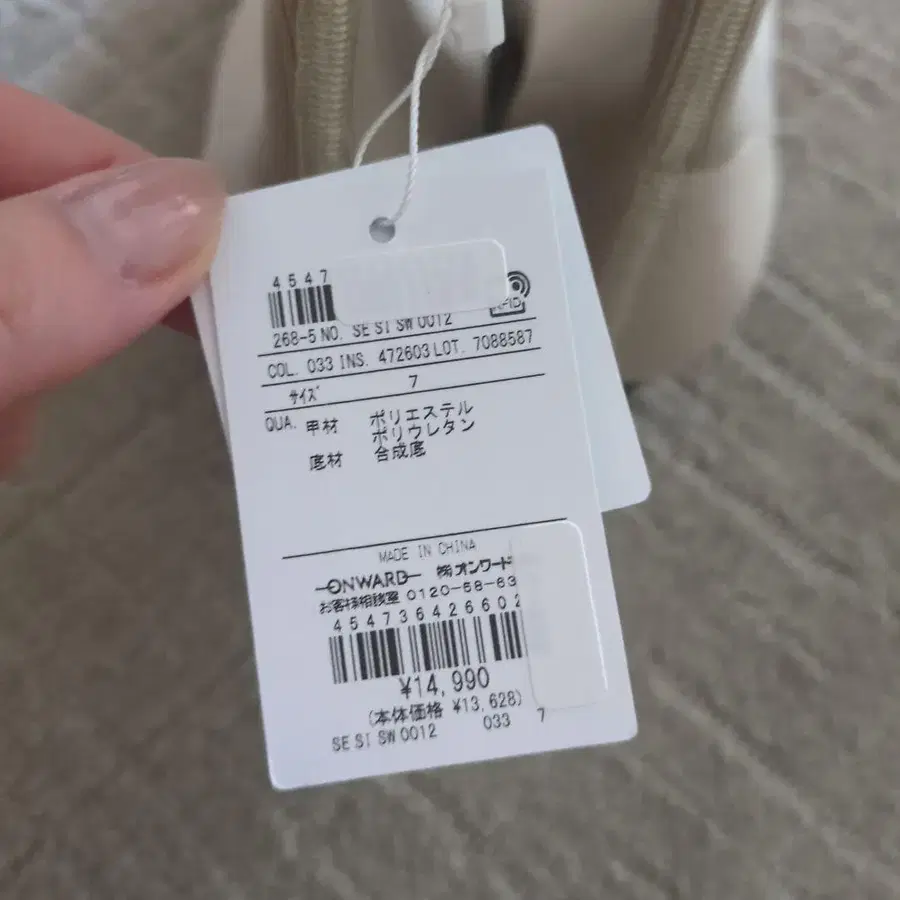 4547
RFID
268-5 NO. SE SI SW 0012
COL. 033 INS. 472603 LOT. 7088587
サイズ 7
QUA. 甲材 ポリエステル
ポリウレタン
底材 合成底
MADE IN CHINA
ONWARD ㈱オンワード
お客様相談室 0120-58-63
454736426602
¥14,990
(本体価格 ¥13,628)
SE SI SW 0012 033 7